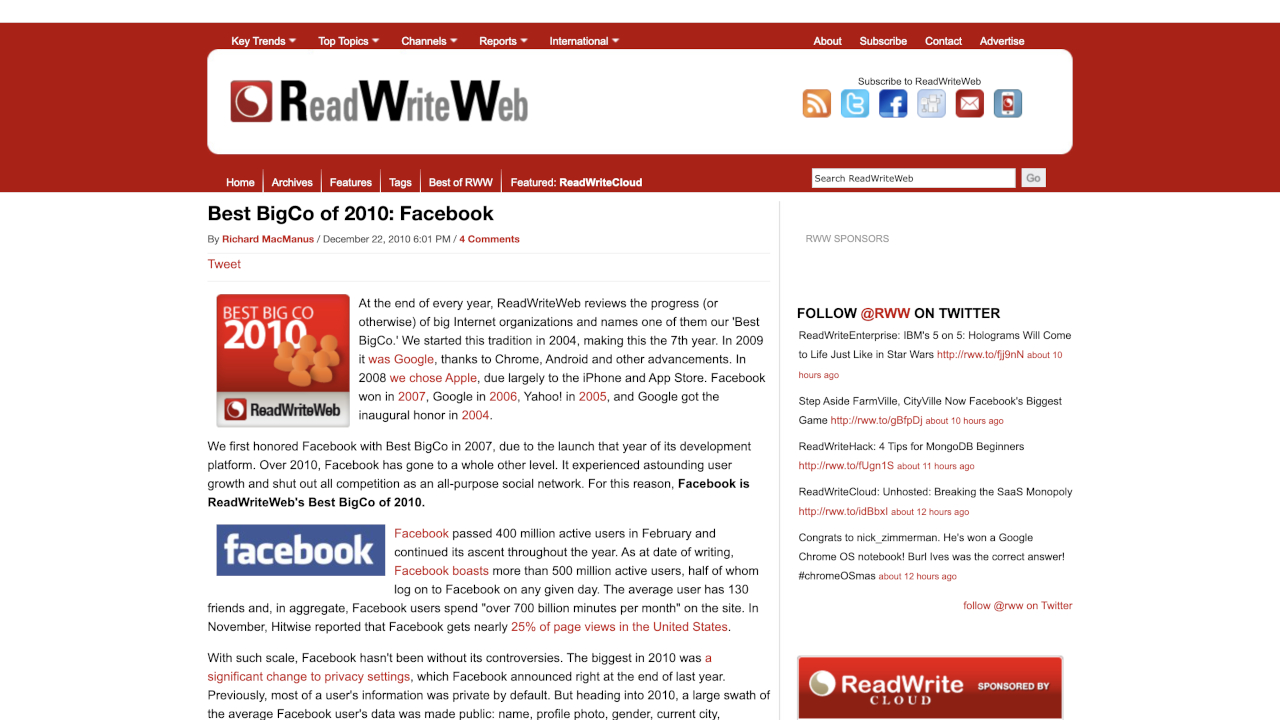 Key Trends
Top Topics
Channels
Reports
International
About
Subscribe
Contact
Advertise
ReadWriteWeb
Subscribe to ReadWriteWeb
Home
Archives
Features
Tags
Best of RWW
Featured: ReadWriteCloud
Search ReadWriteWeb
Go
Best BigCo of 2010: Facebook
By Richard MacManus / December 22, 2010 6:01 PM / 4 Comments
Tweet
BEST BIG CO
2010
ReadWriteWeb
At the end of every year, ReadWriteWeb reviews the progress (or
otherwise) of big Internet organizations and names one of them our 'Best
BigCo.' We started this tradition in 2004, making this the 7th year. In 2009
it was Google, thanks to Chrome, Android and other advancements. In
2008 we chose Apple, due largely to the iPhone and App Store. Facebook
won in 2007, Google in 2006, Yahoo! in 2005, and Google got the
inaugural honor in 2004.
We first honored Facebook with Best BigCo in 2007, due to the launch that year of its development
platform. Over 2010, Facebook has gone to a whole other level. It experienced astounding user
growth and shut out all competition as an all-purpose social network. For this reason, Facebook is
ReadWriteWeb's Best BigCo of 2010.
facebook
Facebook passed 400 million active users in February and
continued its ascent throughout the year. As at date of writing,
Facebook boasts more than 500 million active users, half of whom
log on to Facebook on any given day. The average user has 130
friends and, in aggregate, Facebook users spend "over 700 billion minutes per month" on the site. In
November, Hitwise reported that Facebook gets nearly 25% of page views in the United States.
With such scale, Facebook hasn't been without its controversies. The biggest in 2010 was a
significant change to privacy settings, which Facebook announced right at the end of last year.
Previously, most of a user's information was private by default. But heading into 2010, a large swath of
the average Facebook user's data was made public: name, profile photo, gender, current city,
RWW SPONSORS
FOLLOW @RWW ON TWITTER
ReadWriteEnterprise: IBM's 5 on 5: Holograms Will Come
to Life Just Like in Star Wars http://rww.to/fjj9nN about 10
hours ago
Step Aside FarmVille, CityVille Now Facebook's Biggest
Game http://rww.to/gBfpDj about 10 hours ago
ReadWriteHack: 4 Tips for MongoDB Beginners
http://rww.to/fUgn1S about 11 hours ago
ReadWriteCloud: Unhosted: Breaking the SaaS Monopoly
http://rww.to/idBbxI about 12 hours ago
Congrats to nick_zimmerman. He's won a Google
Chrome OS notebook! Burl Ives was the correct answer!
#chromeOSmas about 12 hours ago
follow @rww on Twitter
ReadWrite
CLOUD
SPONSORED BY